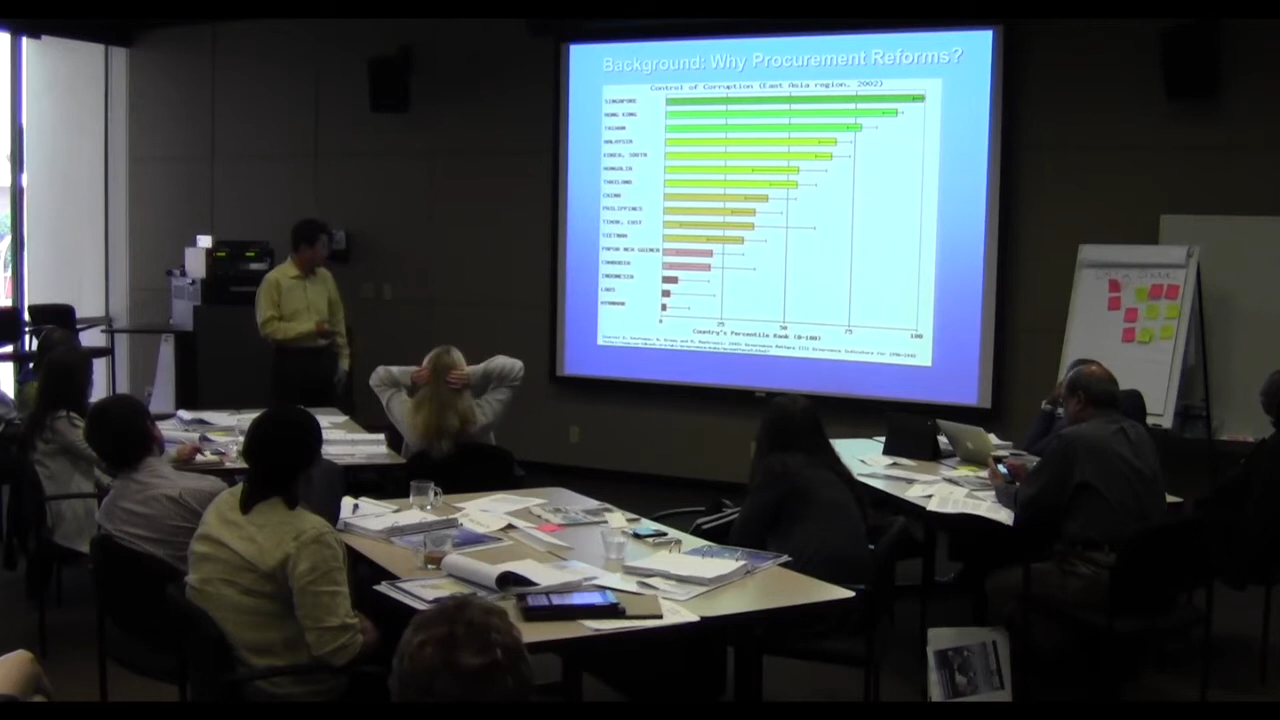 Background: Why Procurement Reforms?
Control of Corruption (East Asia region, 2002)
SINGAPORE
HONG KONG
TAIWAN
MALAYSIA
KOREA, SOUTH
MONGOLIA
THAILAND
CHINA
PHILIPPINES
TIMOR, EAST
VIETNAM
PAPUA NEW GUINEA
CAMBODIA
INDONESIA
LAOS
MYANMAR
0 25 50 75 100
Country's Percentile Rank (0-100)